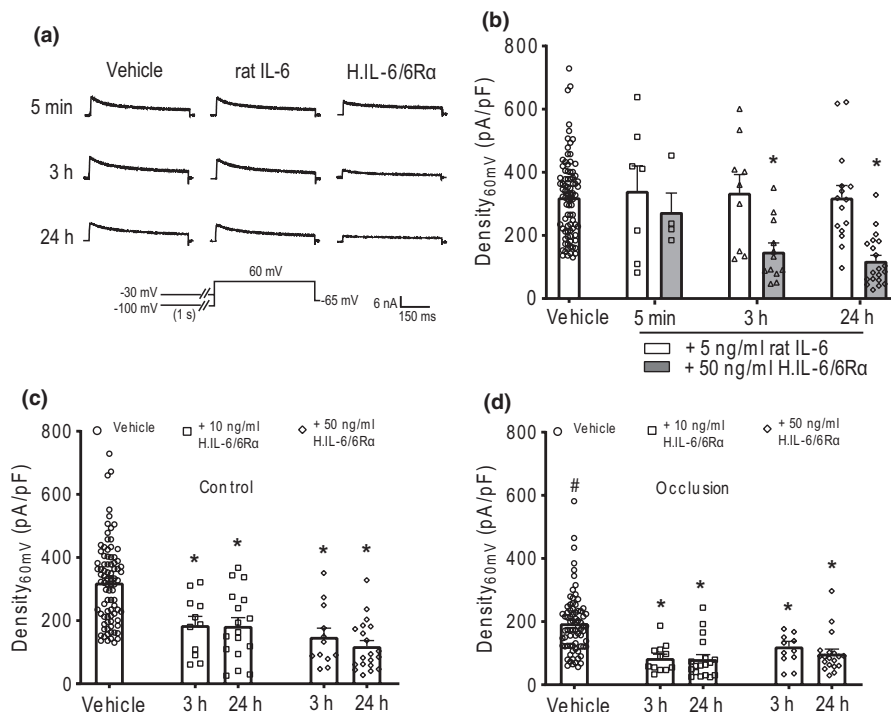 (a)
Vehicle rat IL-6 H.IL-6/6Rα
5 min
3 h
24 h
60 mV
-30 mV
-100 mV
(1 s)
-65 mV
6 nA
150 ms
(b)
Density60mV (pA/pF)
800
600
400
200
0
* *
Vehicle 5 min 3 h 24 h
+ 5 ng/ml rat IL-6
+ 50 ng/ml H.IL-6/6Rα
(c)
Vehicle + 10 ng/ml H.IL-6/6Rα + 50 ng/ml H.IL-6/6Rα
Control
Density60mV (pA/pF)
800
600
400
200
0
* * * *
Vehicle 3 h 24 h 3 h 24 h
(d)
Vehicle + 10 ng/ml H.IL-6/6Rα + 50 ng/ml H.IL-6/6Rα
Occlusion
Density60mV (pA/pF)
800
600
400
200
0
# * * * *
Vehicle 3 h 24 h 3 h 24 h